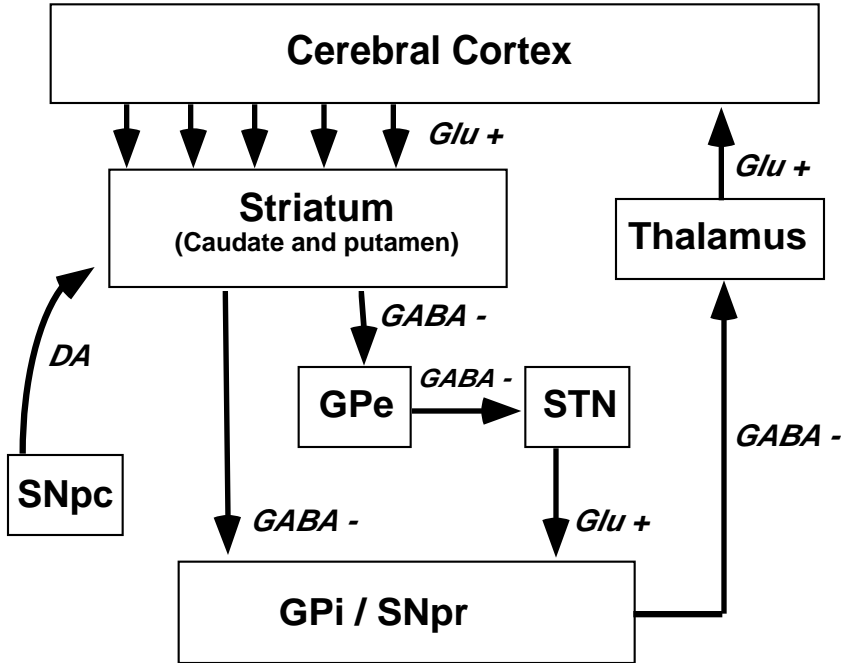 Cerebral Cortex
Glu +
Glu +
Striatum
(Caudate and putamen)
Thalamus
GABA -
DA
GABA -
GPe
STN
GABA -
SNpc
GABA -
Glu +
GPi / SNpr